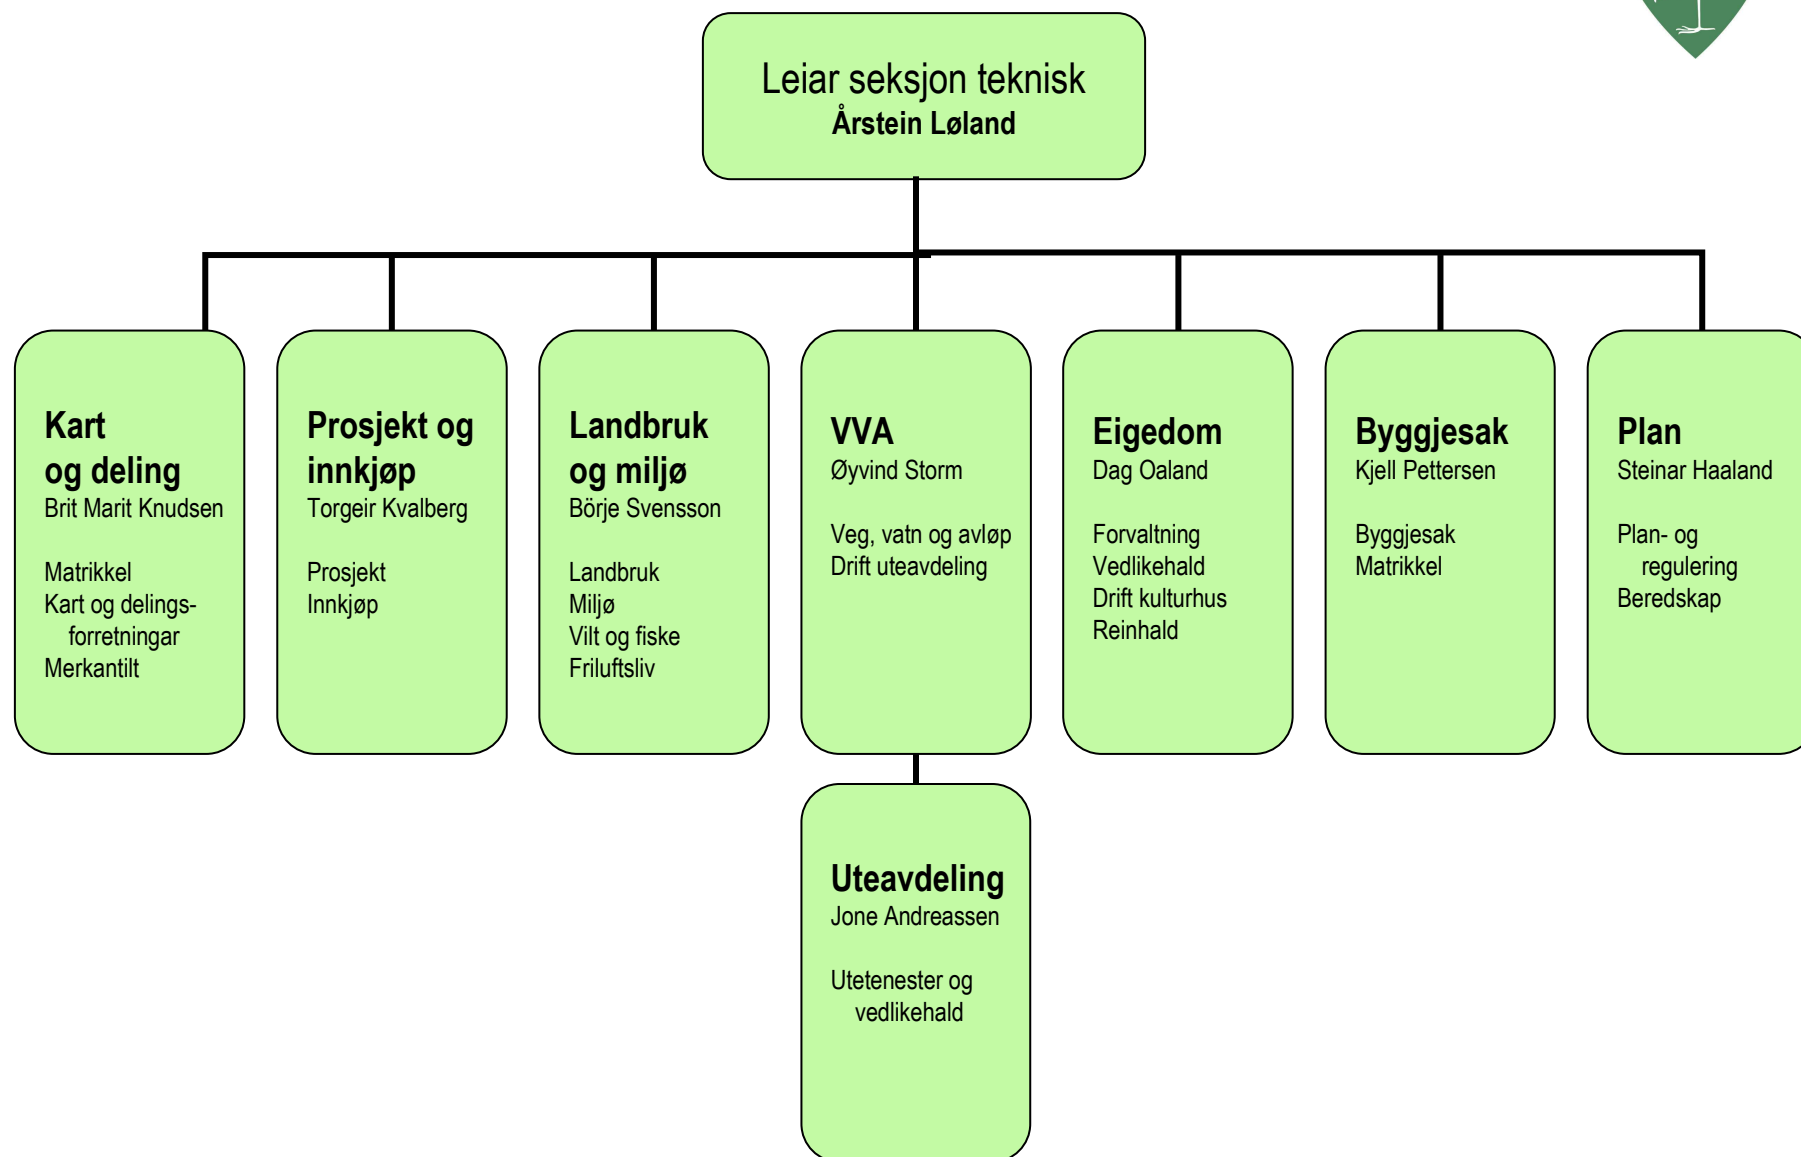 Leiar seksjon teknisk
Årstein Løland
Kart
og deling
Brit Marit Knudsen
Matrikkel
Kart og delings-
forretningar
Merkantilt
Prosjekt og
innkjøp
Torgeir Kvalberg
Prosjekt
Innkjøp
Landbruk
og miljø
Börje Svensson
Landbruk
Miljø
Vilt og fiske
Friluftsliv
VVA
Øyvind Storm
Veg, vatn og avløp
Drift uteavdeling
Eigedom
Dag Oaland
Forvaltning
Vedlikehald
Drift kulturhus
Reinhald
Byggjesak
Kjell Pettersen
Byggjesak
Matrikkel
Plan
Steinar Haaland
Plan- og
regulering
Beredskap
Uteavdeling
Jone Andreassen
Utetenester og
vedlikehald